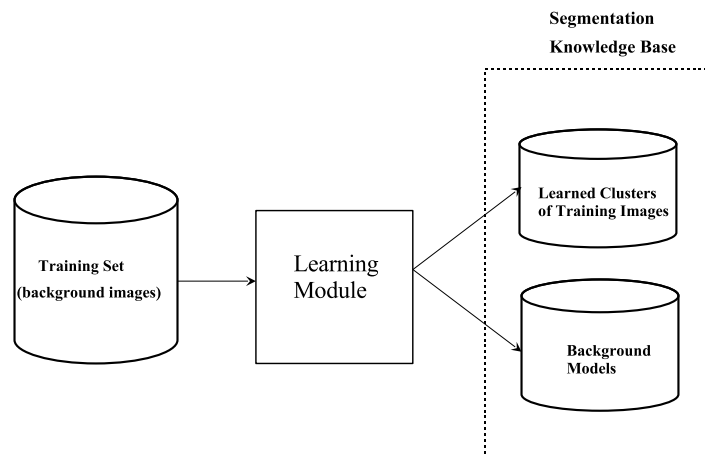 Segmentation
Knowledge Base
Learned Clusters
of Training Images
Training Set
(background images)
Learning
Module
Background
Models